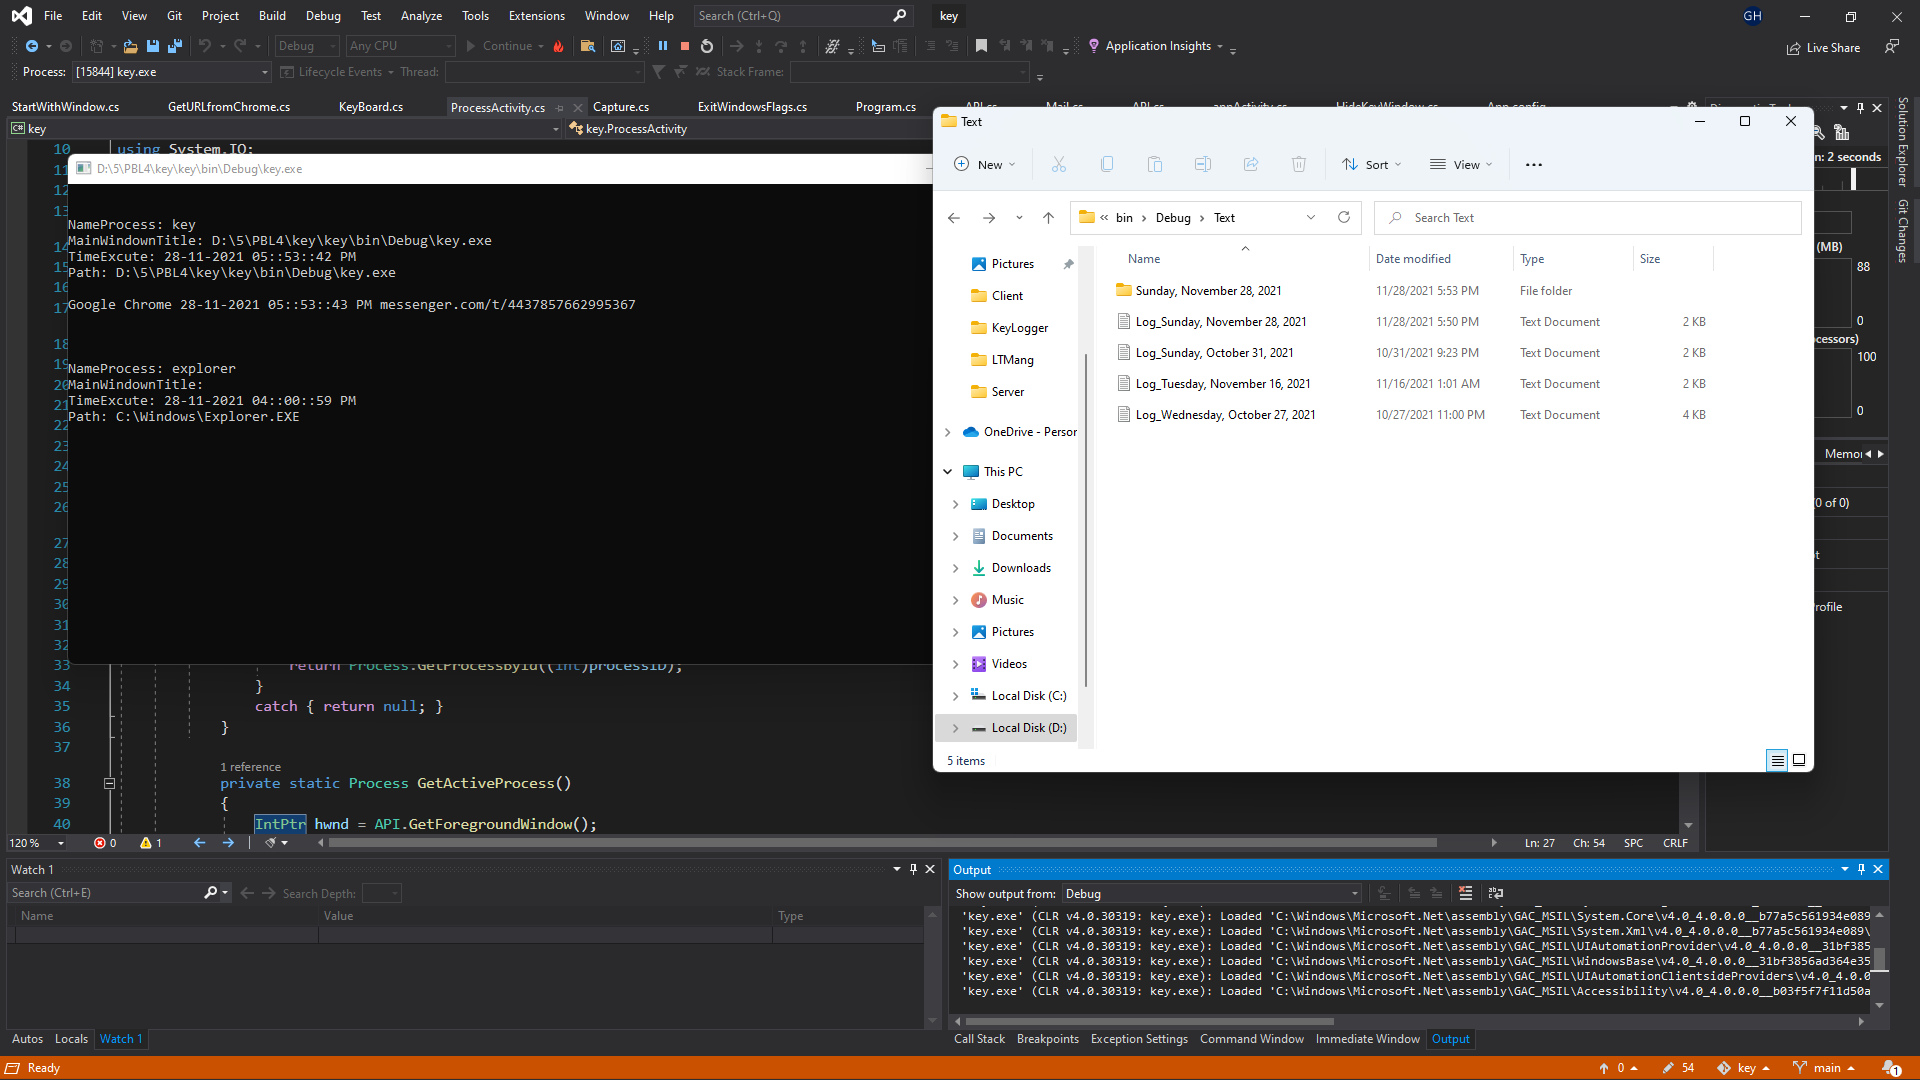 File Edit View Git Project Build Debug Test Analyze Tools Extensions Window Help Search (Ctrl+Q) key GH
Debug Any CPU Continue Application Insights Live Share
Process: [15844] key.exe Lifecycle Events Thread: Stack Frame:
StartWithWindow.cs GetURLfromChrome.cs KeyBoard.cs ProcessActivity.cs Capture.cs ExitWindowsFlags.cs Program.cs
key key.ProcessActivity
10 using System.IO;
D:\5\PBL4\key\key\bin\Debug\key.exe
NameProcess: key
MainWindownTitle: D:\5\PBL4\key\key\bin\Debug\key.exe
TimeExcute: 28-11-2021 05::53::42 PM
Path: D:\5\PBL4\key\key\bin\Debug\key.exe
Google Chrome 28-11-2021 05::53::43 PM messenger.com/t/4437857662995367
NameProcess: explorer
MainWindownTitle:
TimeExcute: 28-11-2021 04::00::59 PM
Path: C:\Windows\Explorer.EXE
33 return Process.GetProcessById((int)processID);
34 }
35 catch { return null; }
36 }
37
1 reference
38 private static Process GetActiveProcess()
39 {
40 IntPtr hwnd = API.GetForegroundWindow();
120 % 0 1 Ln: 27 Ch: 54 SPC CRLF
Text
New Sort View
bin Debug Text Search Text
Name Date modified Type Size
Sunday, November 28, 2021 11/28/2021 5:53 PM File folder
Log_Sunday, November 28, 2021 11/28/2021 5:50 PM Text Document 2 KB
Log_Sunday, October 31, 2021 10/31/2021 9:23 PM Text Document 2 KB
Log_Tuesday, November 16, 2021 11/16/2021 1:01 AM Text Document 2 KB
Log_Wednesday, October 27, 2021 10/27/2021 11:00 PM Text Document 4 KB
Pictures
Client
KeyLogger
LTMang
Server
OneDrive - Person
This PC
Desktop
Documents
Downloads
Music
Pictures
Videos
Local Disk (C:)
Local Disk (D:)
5 items
n: 2 seconds
(MB)
88
0
ocessors)
100
0
Memor
(0 of 0)
rofile
Solution Explorer
Git Changes
Watch 1
Search (Ctrl+E) Search Depth:
Name Value Type
Autos Locals Watch 1
Output
Show output from: Debug
'key.exe' (CLR v4.0.30319: key.exe): Loaded 'C:\Windows\Microsoft.Net\assembly\GAC_MSIL\System.Core\v4.0_4.0.0.0__b77a5c561934e089
'key.exe' (CLR v4.0.30319: key.exe): Loaded 'C:\Windows\Microsoft.Net\assembly\GAC_MSIL\System.Xml\v4.0_4.0.0.0__b77a5c561934e089\
'key.exe' (CLR v4.0.30319: key.exe): Loaded 'C:\Windows\Microsoft.Net\assembly\GAC_MSIL\UIAutomationProvider\v4.0_4.0.0.0__31bf385
'key.exe' (CLR v4.0.30319: key.exe): Loaded 'C:\Windows\Microsoft.Net\assembly\GAC_MSIL\WindowsBase\v4.0_4.0.0.0__31bf3856ad364e35
'key.exe' (CLR v4.0.30319: key.exe): Loaded 'C:\Windows\Microsoft.Net\assembly\GAC_MSIL\UIAutomationClientsideProviders\v4.0_4.0.0
'key.exe' (CLR v4.0.30319: key.exe): Loaded 'C:\Windows\Microsoft.Net\assembly\GAC_MSIL\Accessibility\v4.0_4.0.0.0__b03f5f7f11d50a
Call Stack Breakpoints Exception Settings Command Window Immediate Window Output
Ready 0 54 key main 1